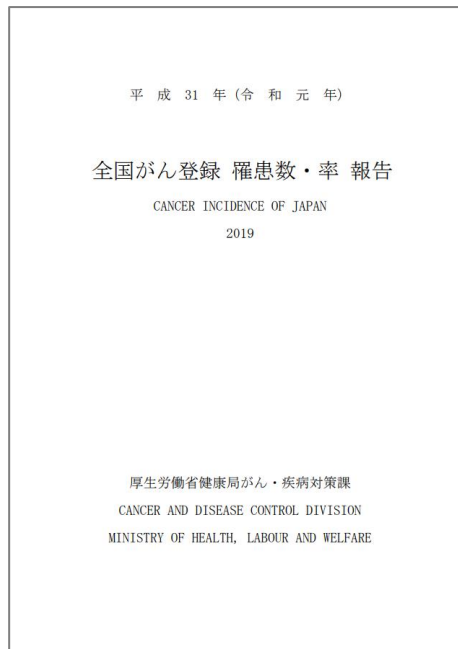 平 成 31 年(令 和 元 年)
全国がん登録 罹患数・率 報告
CANCER INCIDENCE OF JAPAN
2019
厚生労働省健康局がん・疾病対策課
CANCER AND DISEASE CONTROL DIVISION
MINISTRY OF HEALTH, LABOUR AND WELFARE